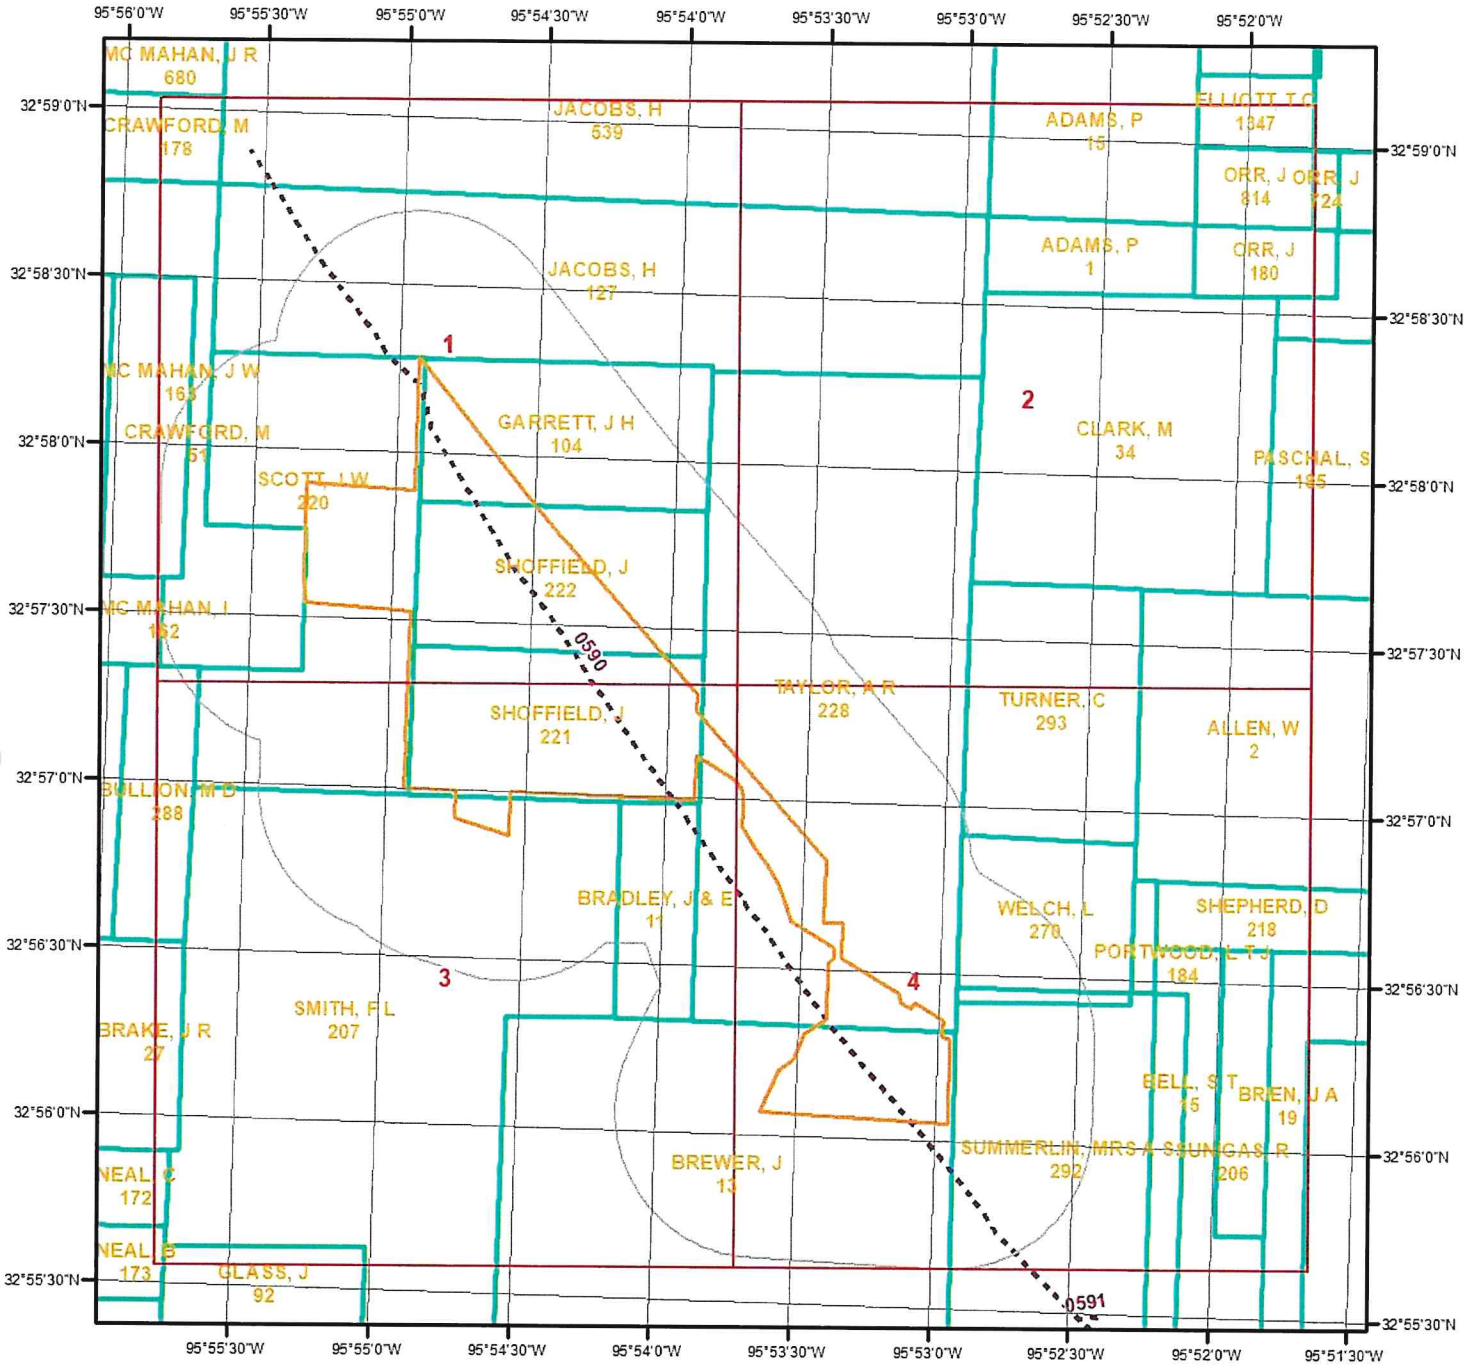 95°56'0"W 95°55'30"W 95°55'0"W 95°54'30"W 95°54'0"W 95°53'30"W 95°53'0"W 95°52'30"W 95°52'0"W
MC MAHAN, J R
680
32°59'0"N
CRAWFORD, M
178
JACOBS, H
539
ADAMS, P
15
ELLIOTT, T C
1347
32°59'0"N
ORR, J
814
ORR, J
724
ADAMS, P
1
ORR, J
180
32°58'30"N
JACOBS, H
127
32°58'30"N
1
2
MC MAHAN, J W
163
CRAWFORD, M
51
32°58'0"N
GARRETT, J H
104
CLARK, M
34
PASCHAL, S
185
SCOTT, J W
220
32°58'0"N
SHOFFIELD, J
222
32°57'30"N
MC MAHAN, I
162
0590
32°57'30"N
TAYLOR, A R
228
TURNER, C
293
ALLEN, W
2
SHOFFIELD, J
221
32°57'0"N
BULLION, M D
288
32°57'0"N
BRADLEY, J & E
11
WELCH, L
270
SHEPHERD, D
218
32°56'30"N
PORTWOOD, L T J
184
3
4
32°56'30"N
SMITH, F L
207
BRAKE, J R
27
BELL, S T
15
BRIEN, J A
19
32°56'0"N
SUMMERLIN, MRS A S
292
206
32°56'0"N
BREWER, J
13
NEAL, C
172
NEAL, B
173
32°55'30"N
GLASS, J
92
0591
32°55'30"N
95°55'30"W 95°55'0"W 95°54'30"W 95°54'0"W 95°53'30"W 95°53'0"W 95°52'30"W 95°52'0"W 95°51'30"W